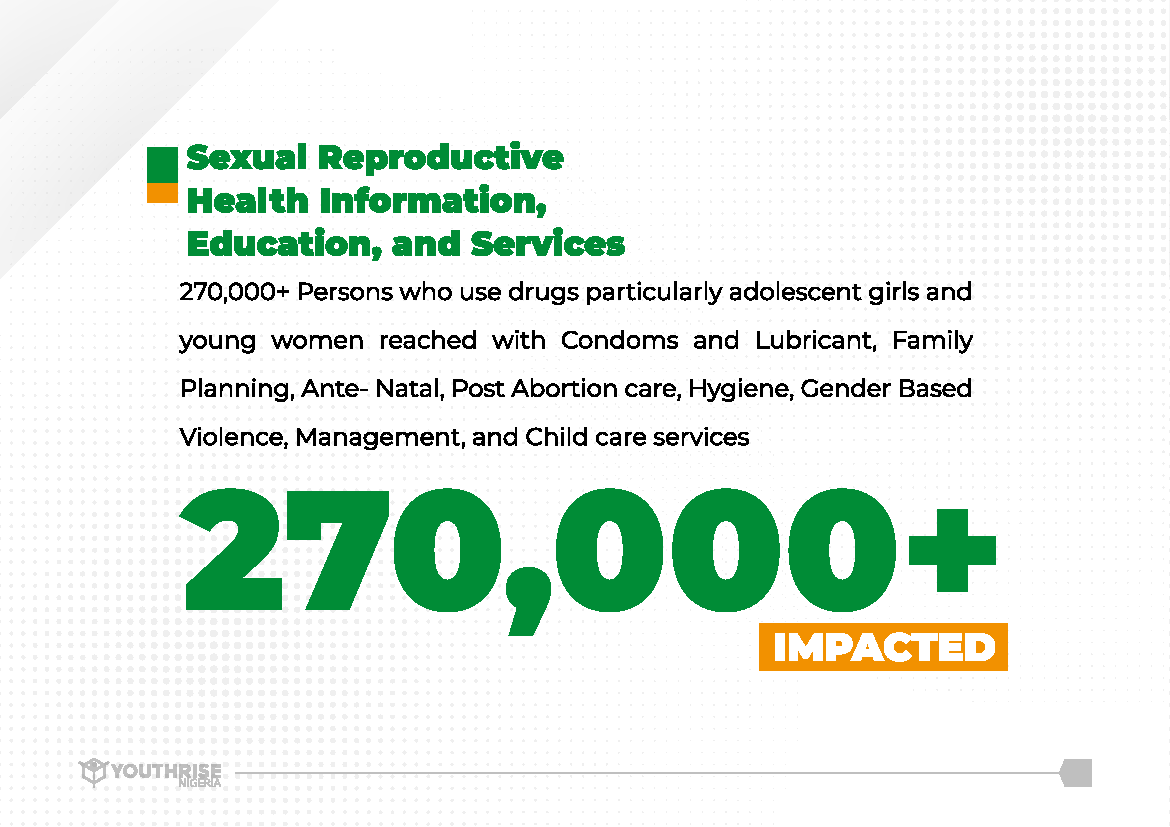 Sexual Reproductive
Health Information,
Education, and Services
270,000+ Persons who use drugs particularly adolescent girls and
young women reached with Condoms and Lubricant, Family
Planning, Ante- Natal, Post Abortion care, Hygiene, Gender Based
Violence, Management, and Child care services
270,000+
IMPACTED
YOUTHRISE
NIGERIA